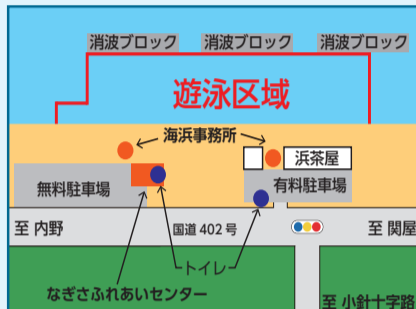 消波ブロック 消波ブロック 消波ブロック
遊泳区域
海浜事務所
浜茶屋
無料駐車場
有料駐車場
至 内野
国道 402 号
至 関屋
トイレ
なぎさふれあいセンター
至 小針十字路